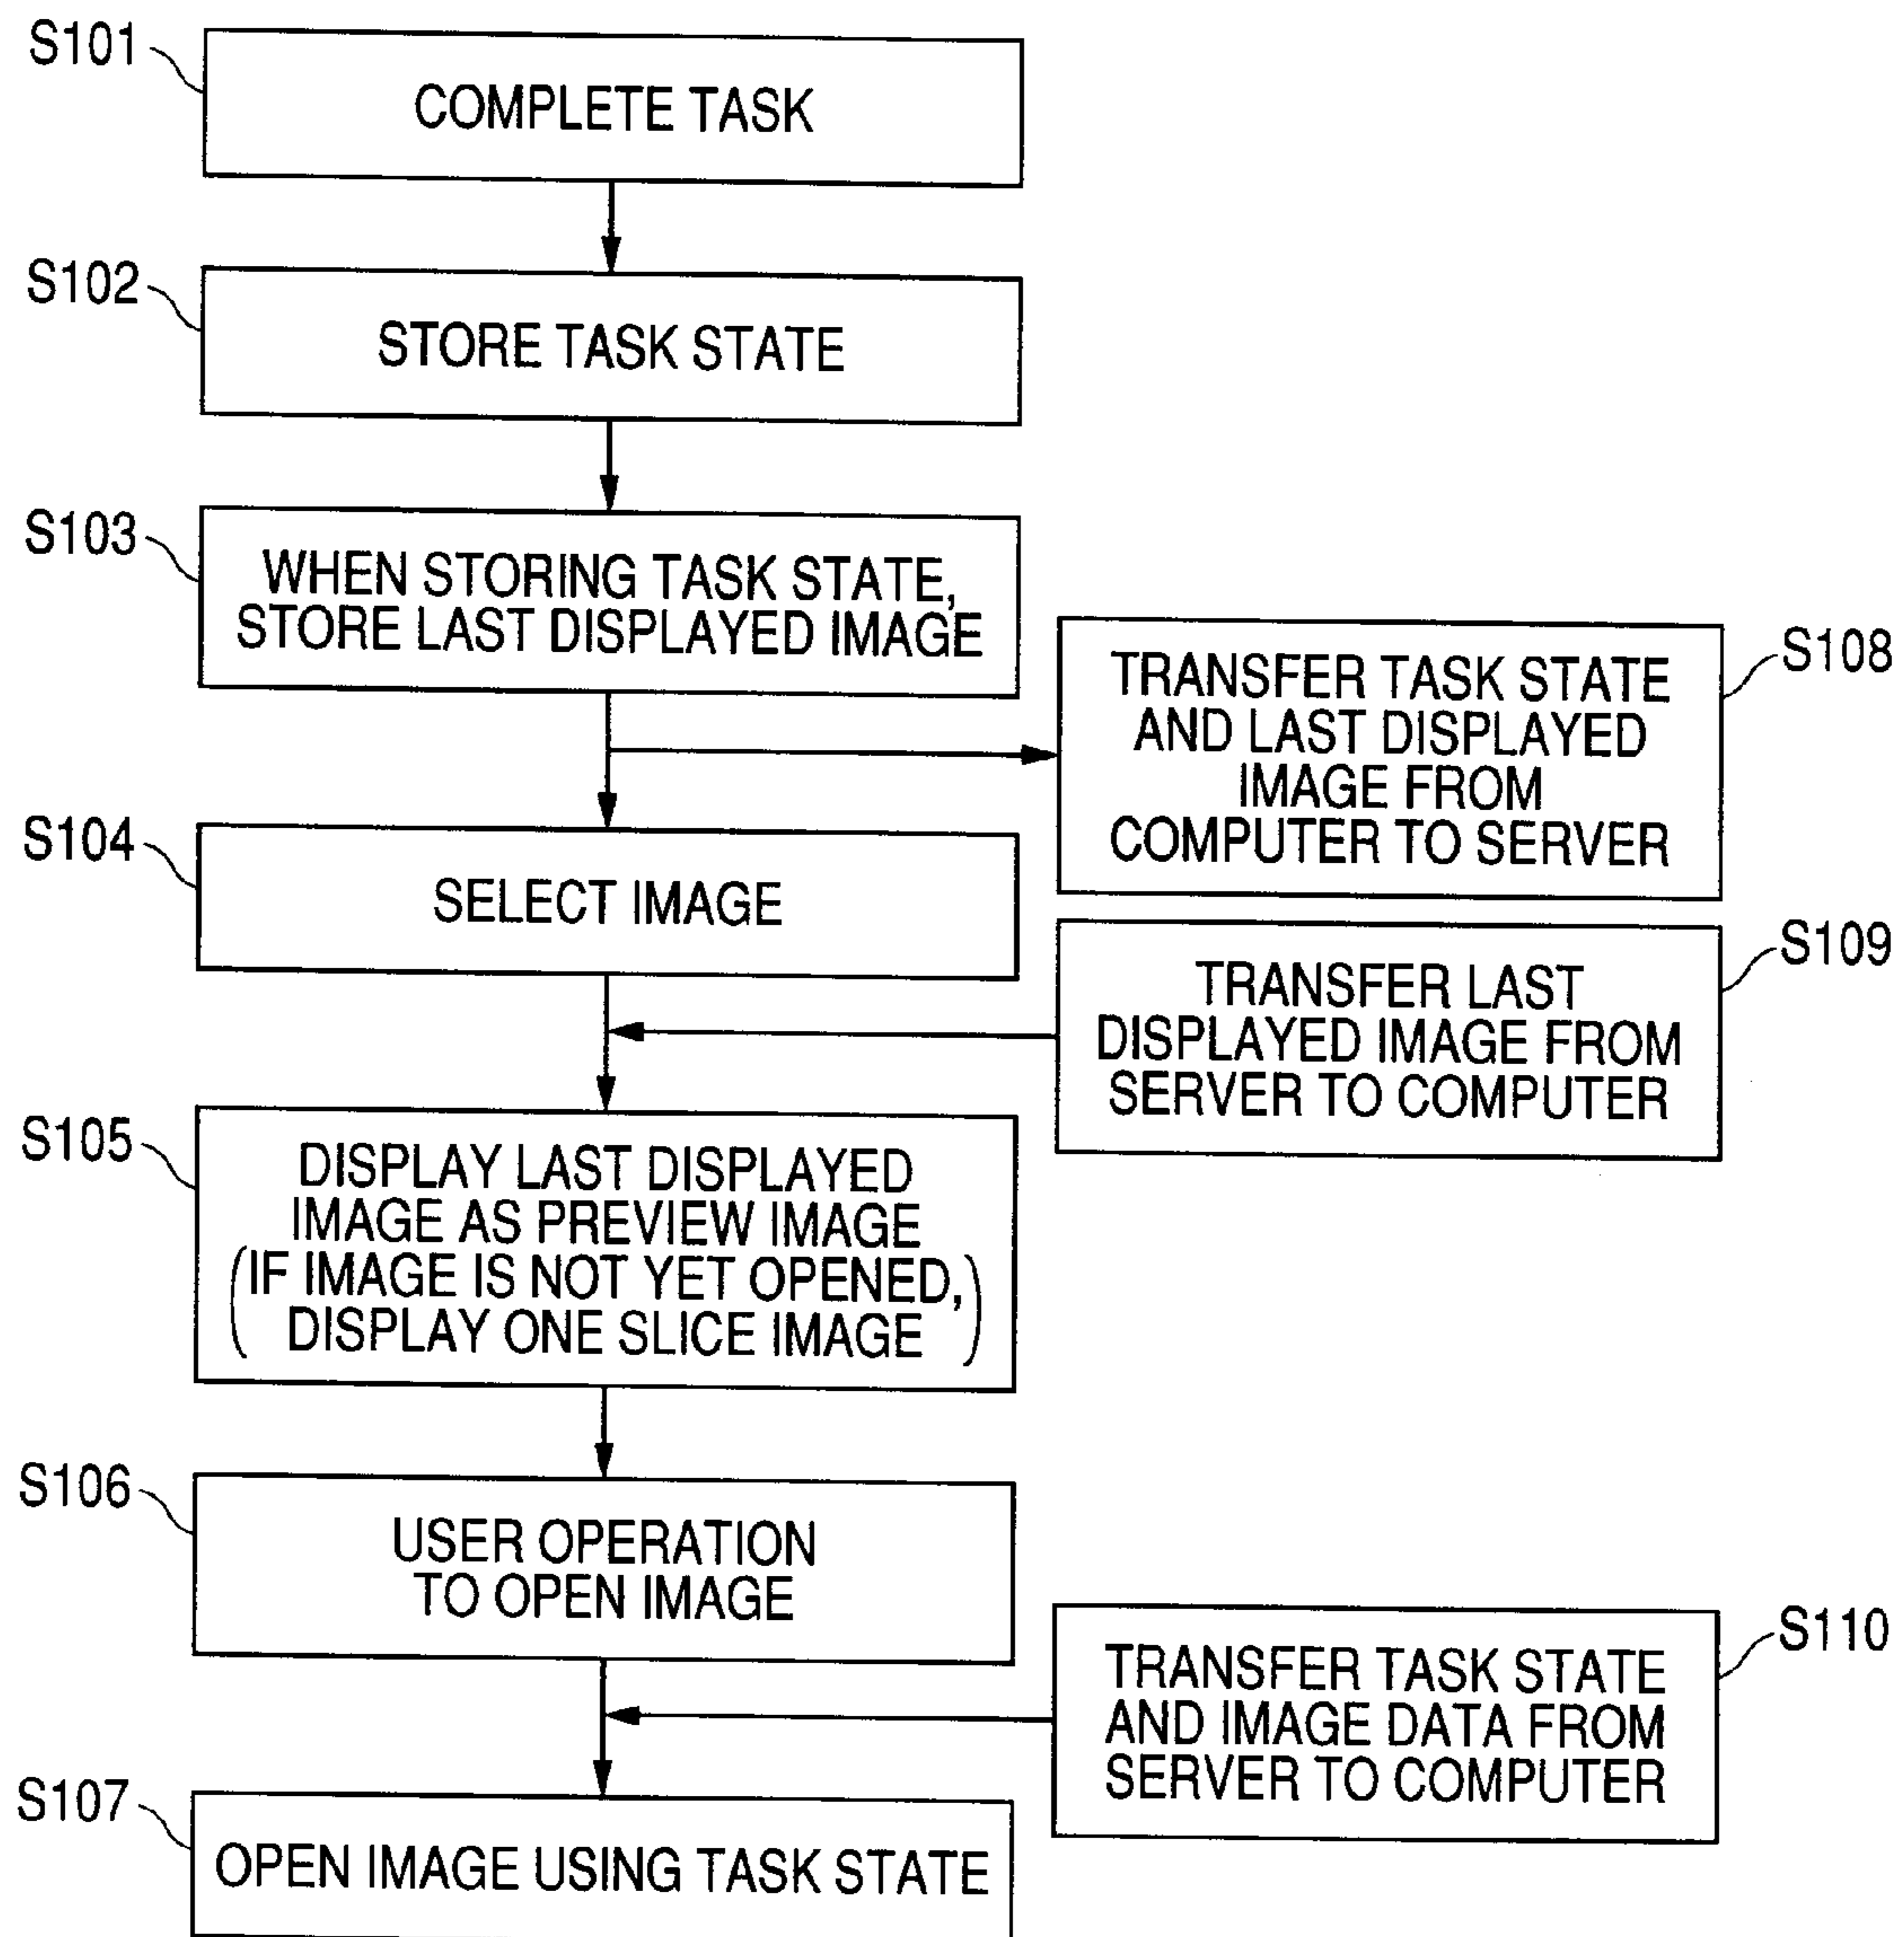 S101
COMPLETE TASK
S102
STORE TASK STATE
S103
WHEN STORING TASK STATE,
STORE LAST DISPLAYED IMAGE
S108
TRANSFER TASK STATE
AND LAST DISPLAYED
IMAGE FROM
COMPUTER TO SERVER
S104
SELECT IMAGE
S109
TRANSFER LAST
DISPLAYED IMAGE FROM
SERVER TO COMPUTER
S105
DISPLAY LAST DISPLAYED
IMAGE AS PREVIEW IMAGE
(IF IMAGE IS NOT YET OPENED,
DISPLAY ONE SLICE IMAGE)
S106
USER OPERATION
TO OPEN IMAGE
S110
TRANSFER TASK STATE
AND IMAGE DATA FROM
SERVER TO COMPUTER
S107
OPEN IMAGE USING TASK STATE